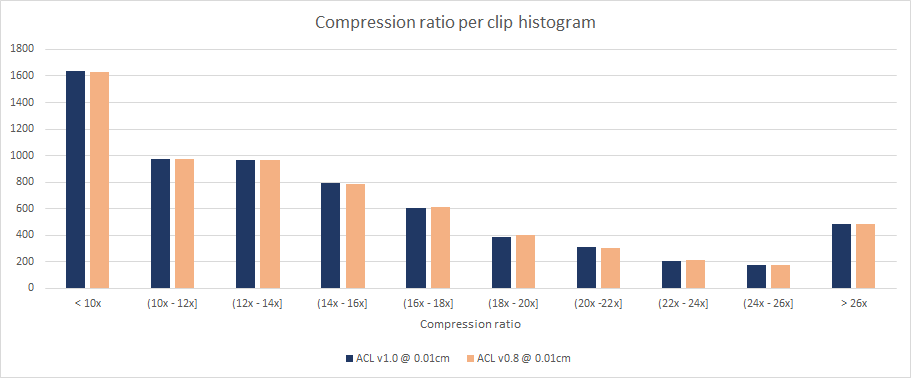 Compression ratio per clip histogram
1800
1600
1400
1200
1000
800
600
400
200
0
< 10x (10x - 12x] (12x - 14x] (14x - 16x] (16x - 18x] (18x - 20x] (20x -22x] (22x - 24x] (24x - 26x] > 26x
Compression ratio
ACL v1.0 @ 0.01cm ACL v0.8 @ 0.01cm